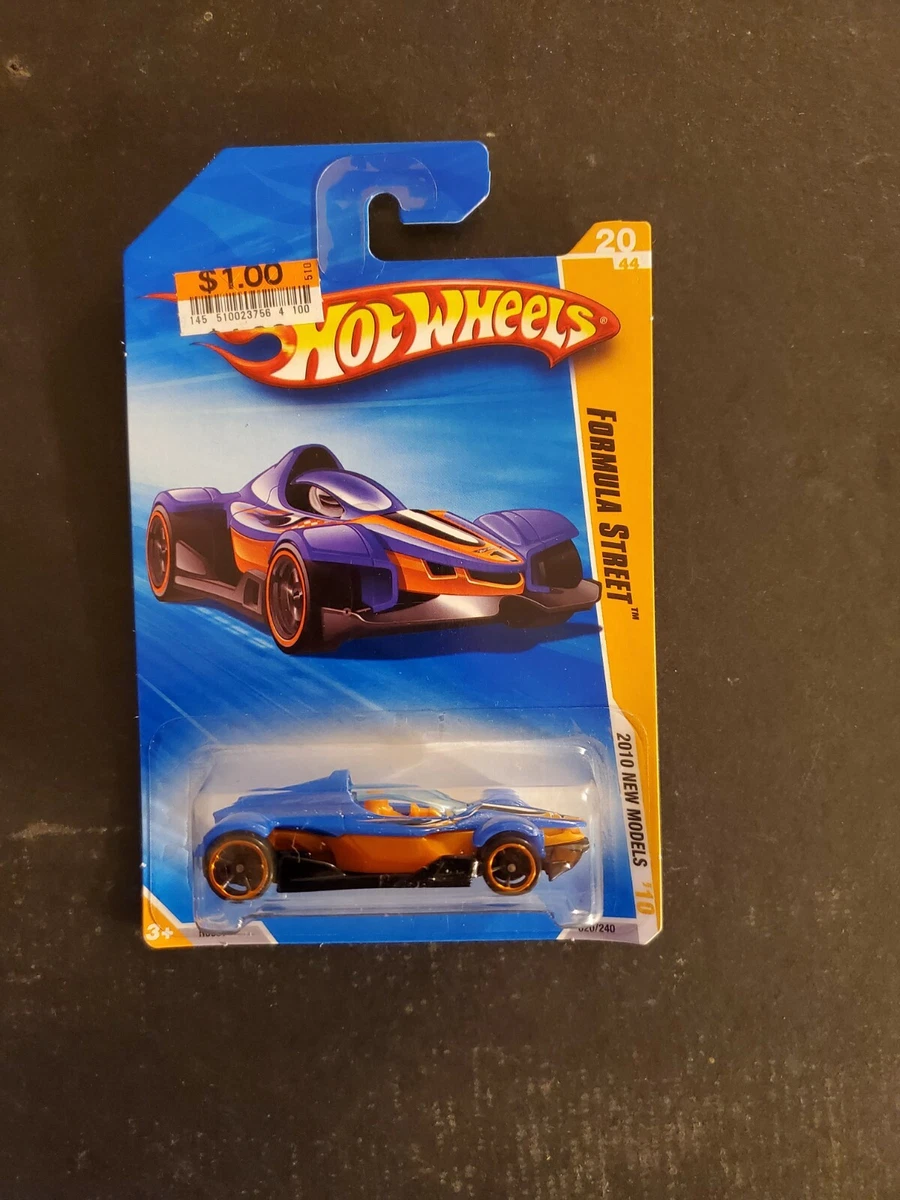 20
44
$1.00
510
145 510023756 4 100
HOT WHEELS®
FORMULA STREET™
2010 NEW MODELS '10
3+
020/240